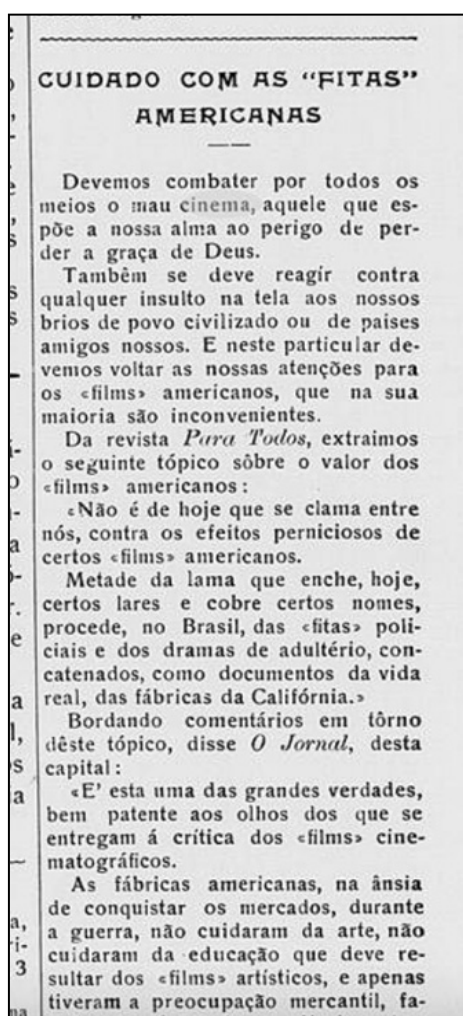 CUIDADO COM AS "FITAS"
AMERICANAS
Devemos combater por todos os
meios o mau cinema, aquele que es-
põe a nossa alma ao perigo de per-
der a graça de Deus.
Tambêm se deve reagir contra
qualquer insulto na tela aos nossos
brios de povo civilizado ou de paises
amigos nossos. E neste particular de-
vemos voltar as nossas atenções para
os «films» americanos, que na sua
maioria são inconvenientes.
Da revista Para Todos, extraimos
o seguinte tópico sôbre o valor dos
«films» americanos:
«Não é de hoje que se clama entre
nós, contra os efeitos perniciosos de
certos «films» americanos.
Metade da lama que enche, hoje,
certos lares e cobre certos nomes,
procede, no Brasil, das «fitas» poli-
ciais e dos dramas de adultério, con-
catenados, como documentos da vida
real, das fábricas da Califórnia.»
Bordando comentários em tôrno
dêste tópico, disse O Jornal, desta
capital:
«E' esta uma das grandes verdades,
bem patente aos olhos dos que se
entregam á crítica dos «films» cine-
matográficos.
As fábricas americanas, na ânsia
de conquistar os mercados, durante
a guerra, não cuidaram da arte, não
cuidaram da educação que deve re-
sultar dos «films» artísticos, e apenas
tiveram a preocupação mercantil, fa-